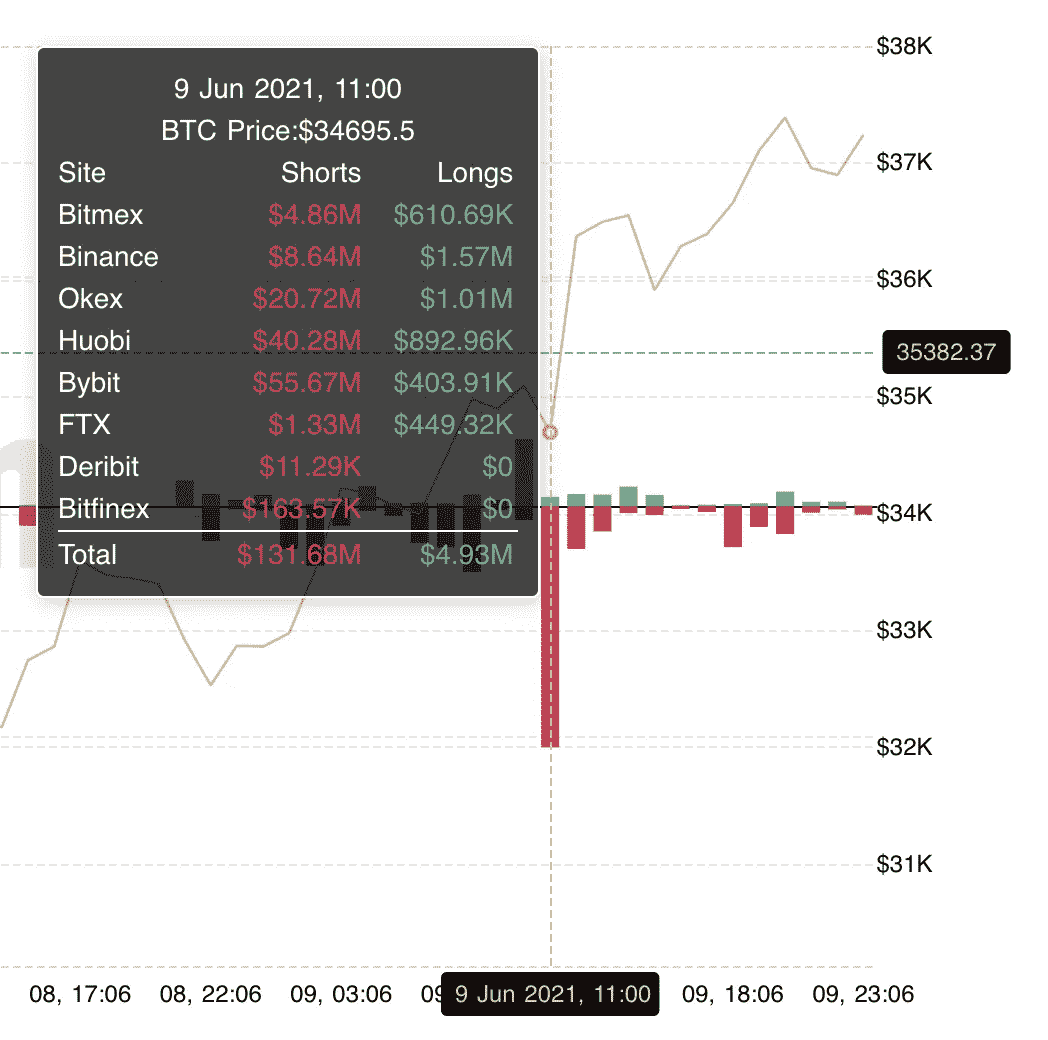 9 Jun 2021, 11:00
BTC Price:$34695.5
Site Shorts Longs
Bitmex $4.86M $610.69K
Binance $8.64M $1.57M
Okex $20.72M $1.01M
Huobi $40.28M $892.96K
Bybit $55.67M $403.91K
FTX $1.33M $449.32K
Deribit $11.29K $0
Bitfinex $163.57K $0
Total $131.68M $4.93M
$38K
$37K
$36K
35382.37
$35K
$34K
$33K
$32K
$31K
08, 17:06 08, 22:06 09, 03:06 9 Jun 2021, 11:00 09, 18:06 09, 23:06